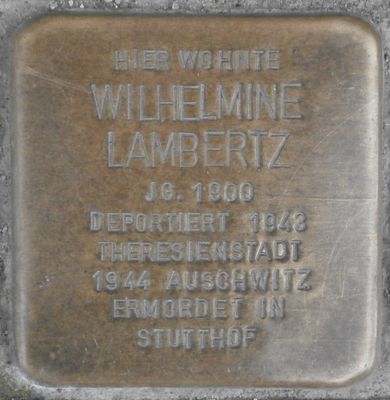 HIER WOHNTE
WILHELMINE
LAMBERTZ
JG. 1900
DEPORTIERT 1943
THERESIENSTADT
1944 AUSCHWITZ
ERMORDET IN
STUTTHOF